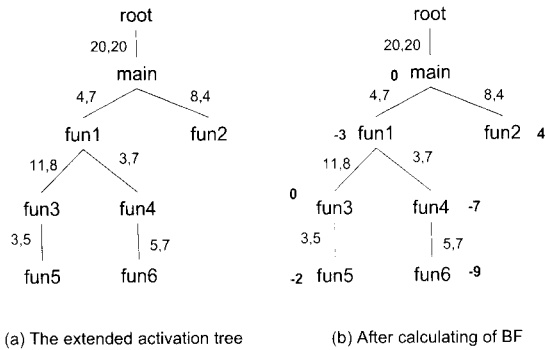 root
20,20
main
4,7
8,4
fun1
fun2
11,8
3,7
fun3
fun4
3,5
5,7
fun5
fun6
(a) The extended activation tree
root
20,20
0 main
4,7
8,4
-3 fun1
fun2 4
11,8
3,7
0
fun3
fun4 -7
3,5
5,7
-2 fun5
fun6 -9
(b) After calculating of BF